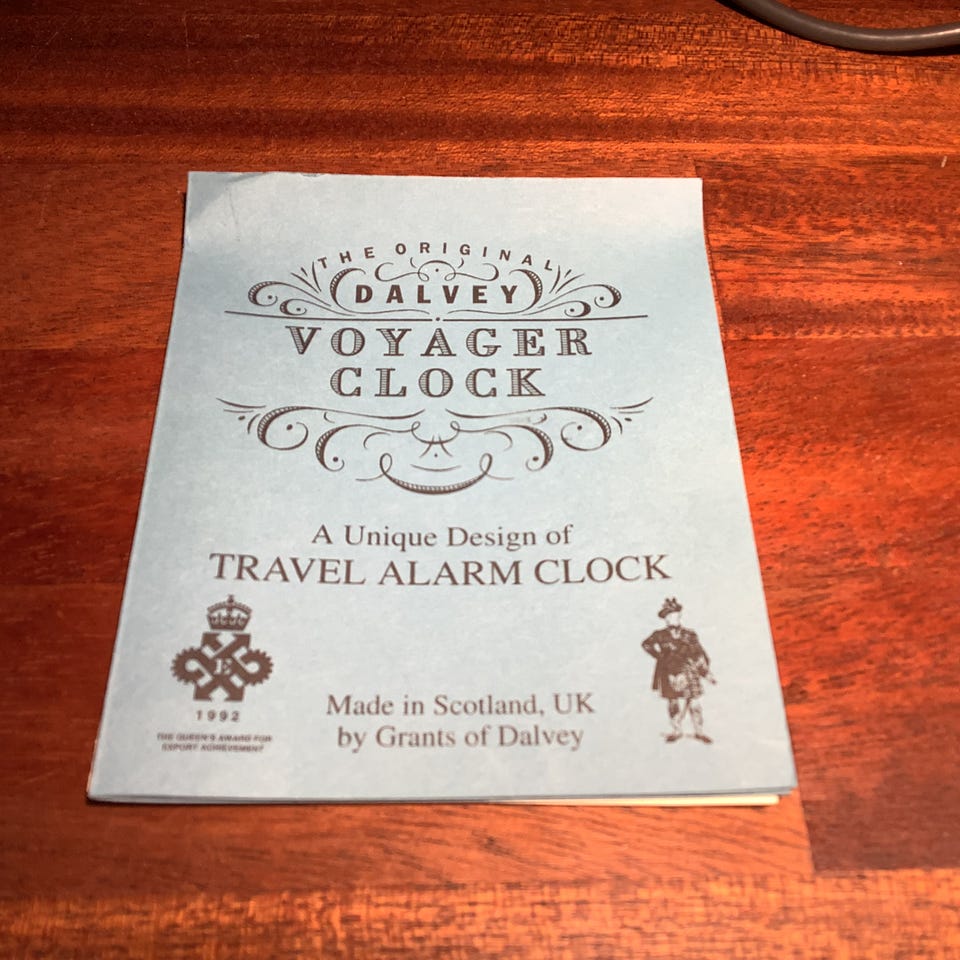 THE ORIGINAL
DALVEY
VOYAGER
CLOCK
A Unique Design of
TRAVEL ALARM CLOCK
E
1992
THE QUEEN'S AWARD FOR
EXPORT ACHIEVEMENT
Made in Scotland, UK
by Grants of Dalvey